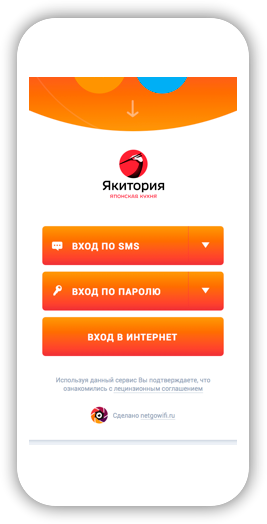 Якитория
ЯПОНСКАЯ КУХНЯ
ВХОД ПО SMS
ВХОД ПО ПАРОЛЮ
ВХОД В ИНТЕРНЕТ
Используя данный сервис Вы подтверждаете, что
ознакомились с лецинзионным соглашением
Сделано netgowifi.ru